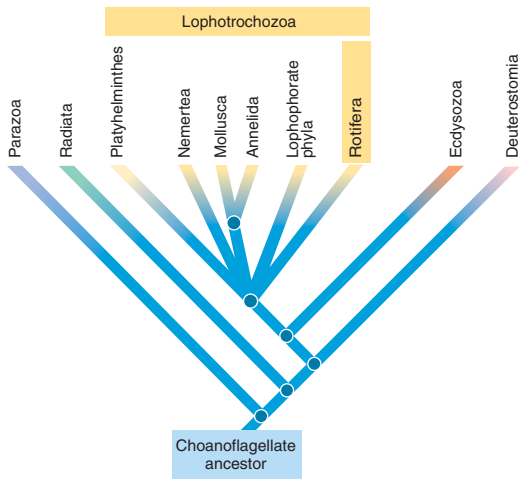 Lophotrochozoa
Parazoa
Radiata
Platyhelminthes
Nemertea
Mollusca
Annelida
Lophophorate
phyla
Rotifera
Ecdysozoa
Deuterostomia
Choanoflagellate
ancestor